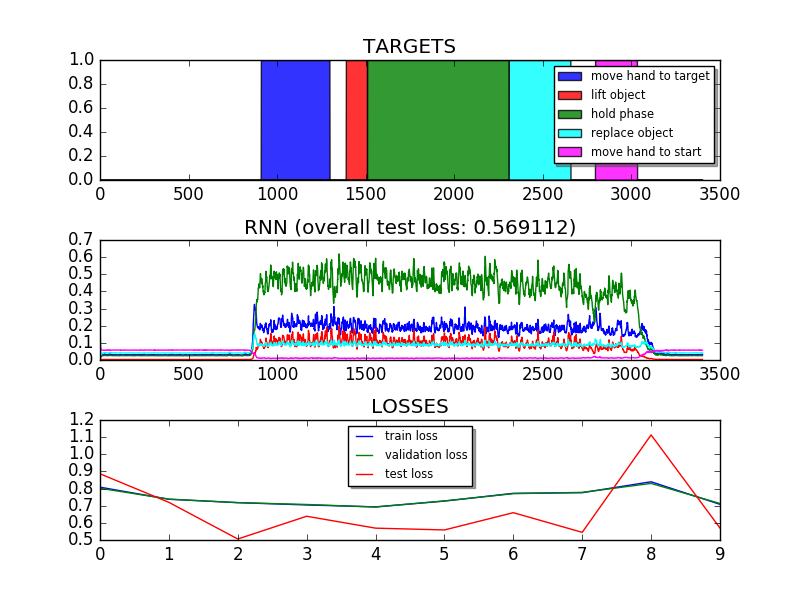 TARGETS
1.0
0.8
0.6
0.4
0.2
0.0
move hand to target
lift object
hold phase
replace object
move hand to start
0 500 1000 1500 2000 2500 3000 3500
RNN (overall test loss: 0.569112)
0.7
0.6
0.5
0.4
0.3
0.2
0.1
0.0
0 500 1000 1500 2000 2500 3000 3500
LOSSES
1.2
1.1
1.0
0.9
0.8
0.7
0.6
0.5
train loss
validation loss
test loss
0 1 2 3 4 5 6 7 8 9